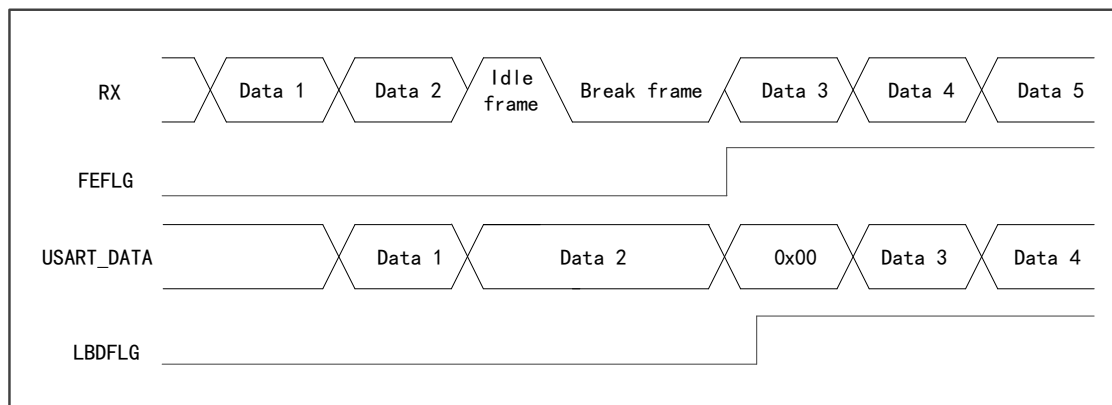 RX
Data 1
Data 2
Idle
frame
Break frame
Data 3
Data 4
Data 5
FEFLG
USART_DATA
Data 1
Data 2
0x00
Data 3
Data 4
LBDFLG